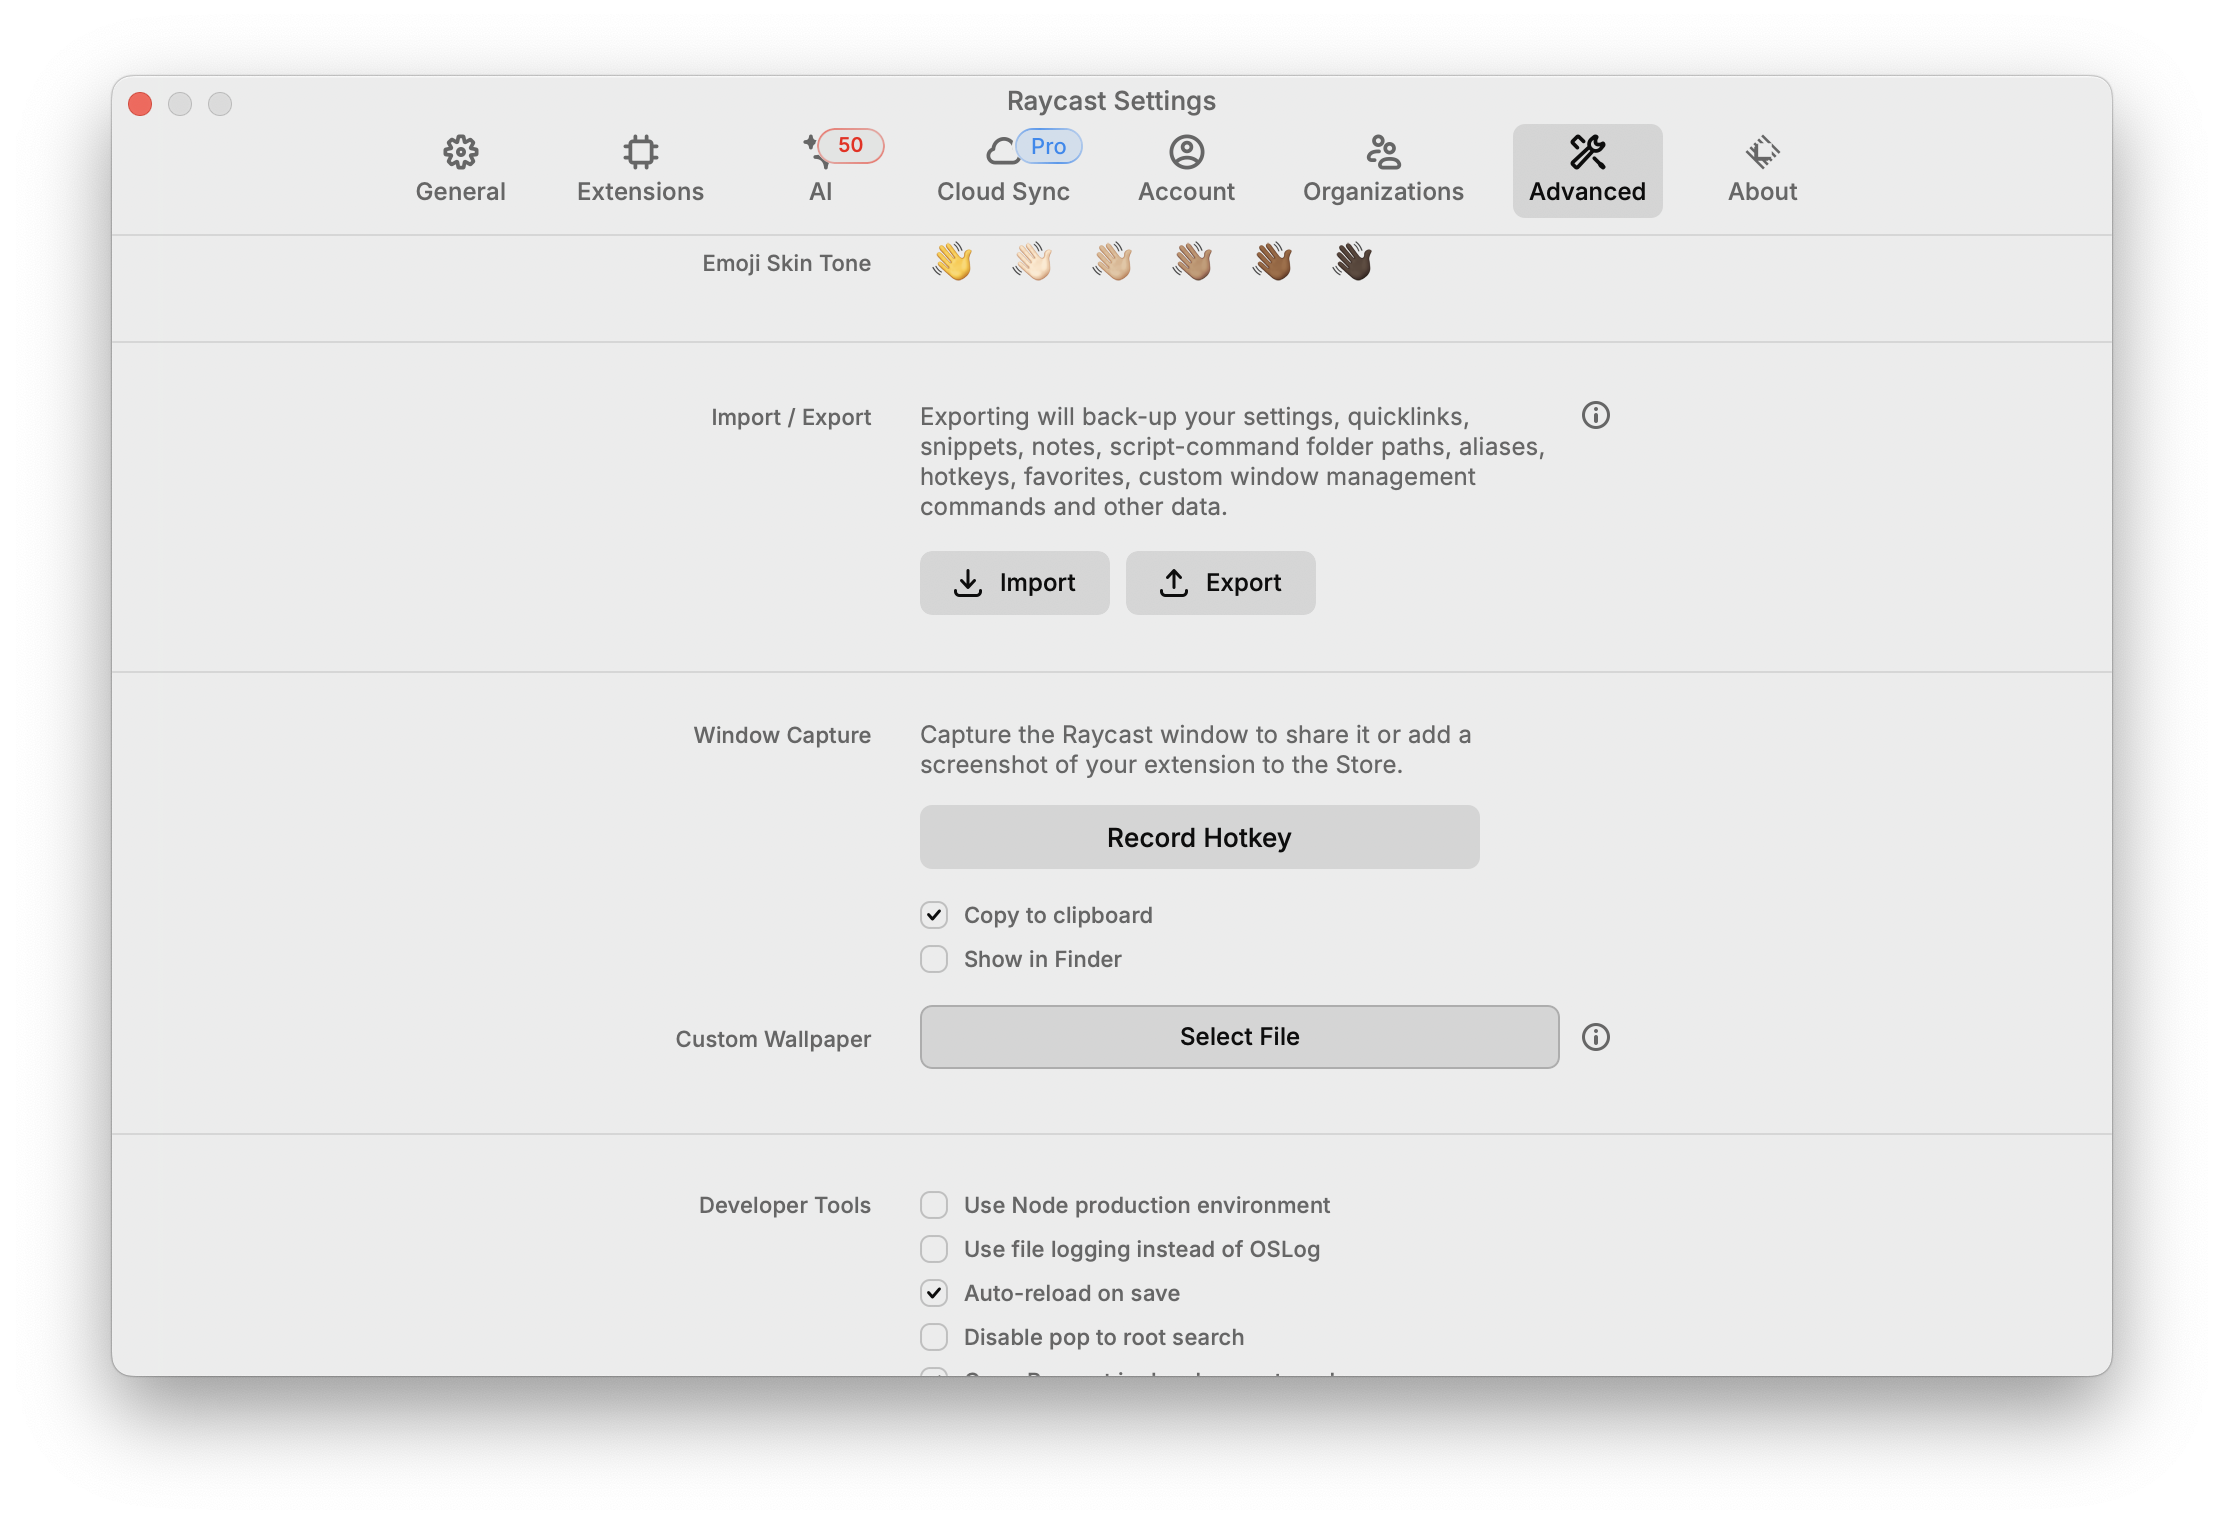 Raycast Settings
General
Extensions
50
AI
Pro
Cloud Sync
Account
Organizations
Advanced
About
Emoji Skin Tone
Import / Export
Exporting will back-up your settings, quicklinks,
snippets, notes, script-command folder paths, aliases,
hotkeys, favorites, custom window management
commands and other data.
Import
Export
Window Capture
Capture the Raycast window to share it or add a
screenshot of your extension to the Store.
Record Hotkey
Copy to clipboard
Show in Finder
Custom Wallpaper
Select File
Developer Tools
Use Node production environment
Use file logging instead of OSLog
Auto-reload on save
Disable pop to root search